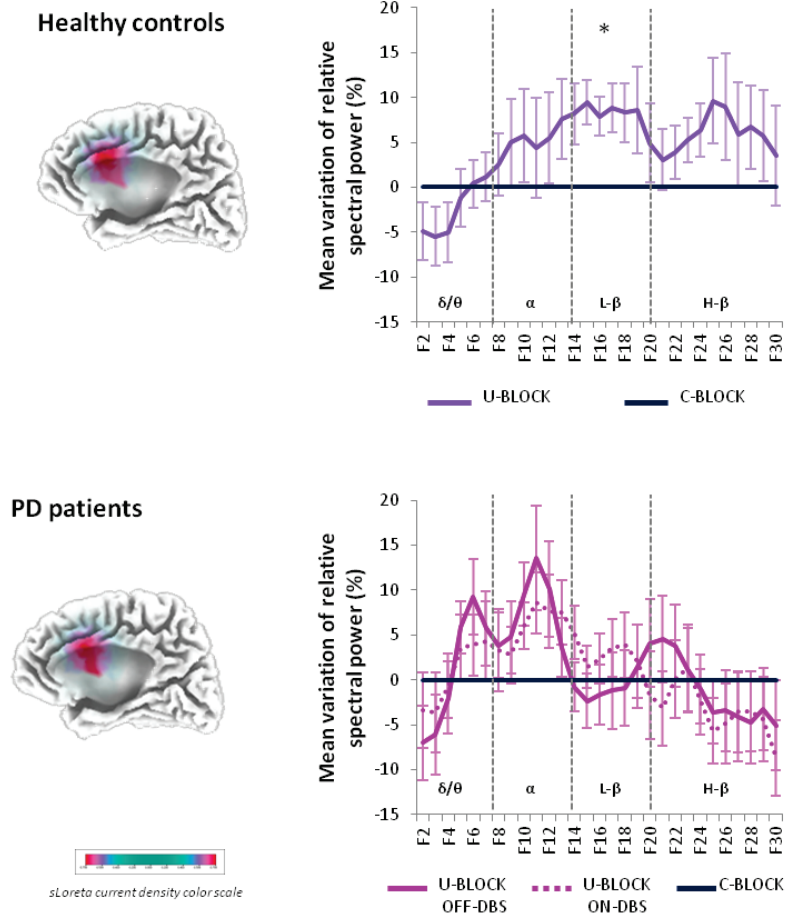 Healthy controls
Mean variation of relative
spectral power (%)
20
15
10
5
0
-5
-10
-15
*
δ/θ
α
L-β
H-β
F2
F4
F6
F8
F10
F12
F14
F16
F18
F20
F22
F24
F26
F28
F30
U-BLOCK
C-BLOCK
PD patients
Mean variation of relative
spectral power (%)
20
15
10
5
0
-5
-10
-15
δ/θ
α
L-β
H-β
F2
F4
F6
F8
F10
F12
F14
F16
F18
F20
F22
F24
F26
F28
F30
sLoreta current density color scale
U-BLOCK
OFF-DBS
U-BLOCK
ON-DBS
C-BLOCK